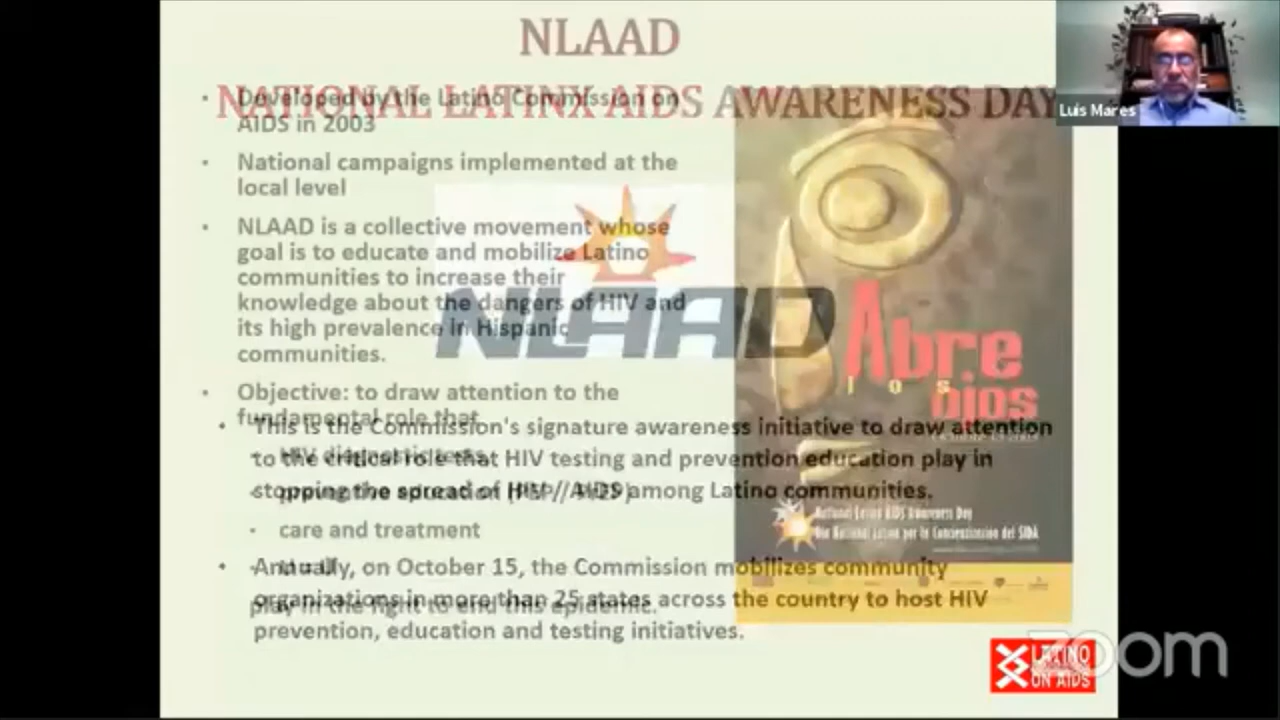 NLAAD
NATIONAL LATINX AIDS AWARENESS DAY
Luis Mares
Developed by the Latino Commission on
AIDS in 2003
National campaigns implemented at the
local level
NLAAD is a collective movement whose
goal is to educate and mobilize Latino
communities to increase their
knowledge about the dangers of HIV and
its high prevalence in Hispanic
communities.
Objective: to draw attention to the
fundamental role that
HIV diagnostic tests,
care and treatment
play in the fight to end this epidemic.
NLAAD
This is the Commission's signature awareness initiative to draw attention
to the critical role that HIV testing and prevention education play in
stopping the spread of HIV / AIDS among Latino communities.
Annually, on October 15, the Commission mobilizes community
organizations in more than 25 states across the country to host HIV
prevention, education and testing initiatives.
Abre
los
ojos
National Latino AIDS Awareness Day
Dia Nacional Latino por la Concientizacion del SIDA
LATINO
ON AIDS
zoom